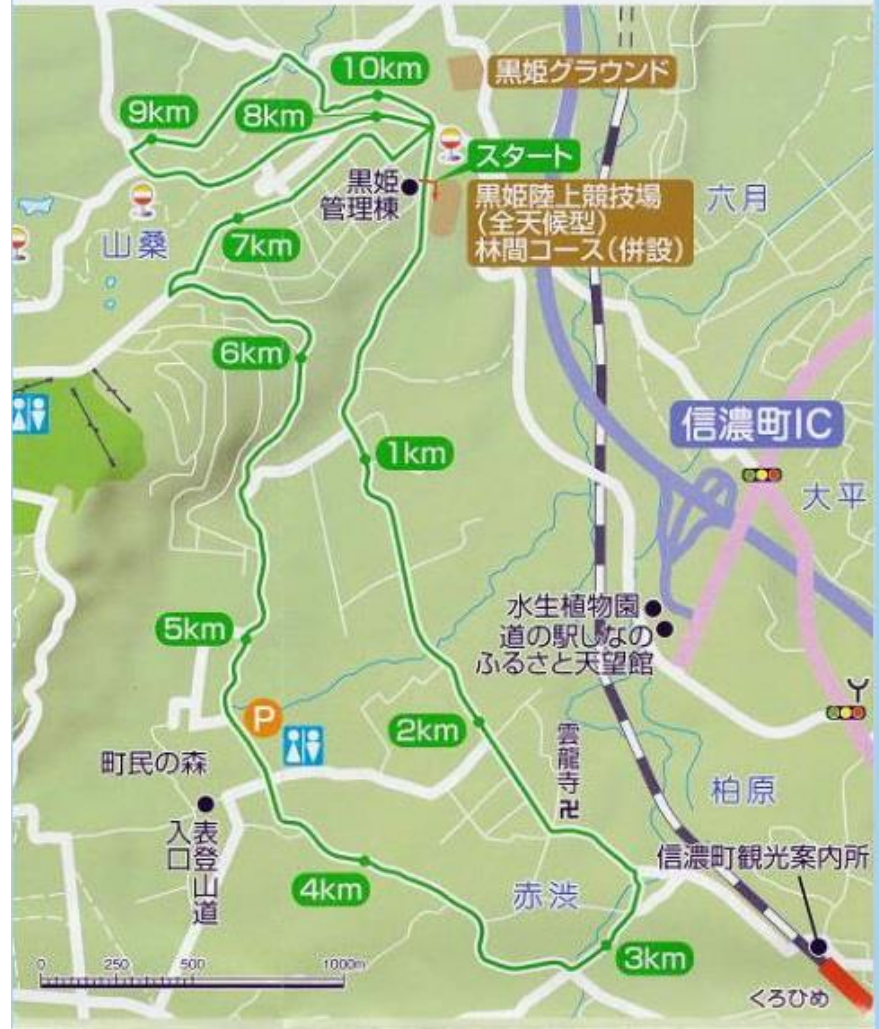 10km
黒姫グラウンド
9km
8km
スタート
黒姫
管理棟
黒姫陸上競技場
(全天候型)
林間コース(併設)
六月
山桑
7km
6km
信濃町IC
1km
大平
水生植物園
道の駅しなの
ふるさと天望館
5km
P
2km
雲龍寺
卍
町民の森
柏原
表登山道
入口
信濃町観光案内所
4km
赤渋
3km
0 250 500 1000m
くろひめ